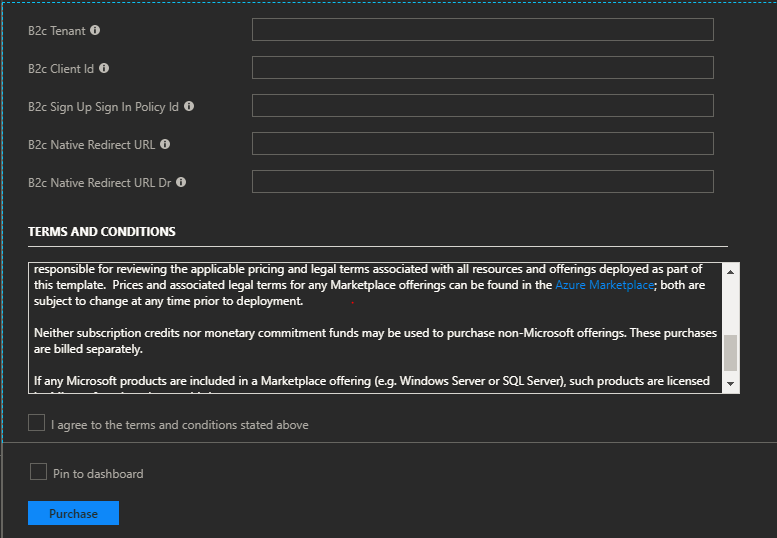 B2c Tenant
B2c Client Id
B2c Sign Up Sign In Policy Id
B2c Native Redirect URL
B2c Native Redirect URL Dr
TERMS AND CONDITIONS
responsible for reviewing the applicable pricing and legal terms associated with all resources and offerings deployed as part of
this template.  Prices and associated legal terms for any Marketplace offerings can be found in the Azure Marketplace; both are
subject to change at any time prior to deployment.
Neither subscription credits nor monetary commitment funds may be used to purchase non-Microsoft offerings. These purchases
are billed separately.
If any Microsoft products are included in a Marketplace offering (e.g. Windows Server or SQL Server), such products are licensed
I agree to the terms and conditions stated above
Pin to dashboard
Purchase